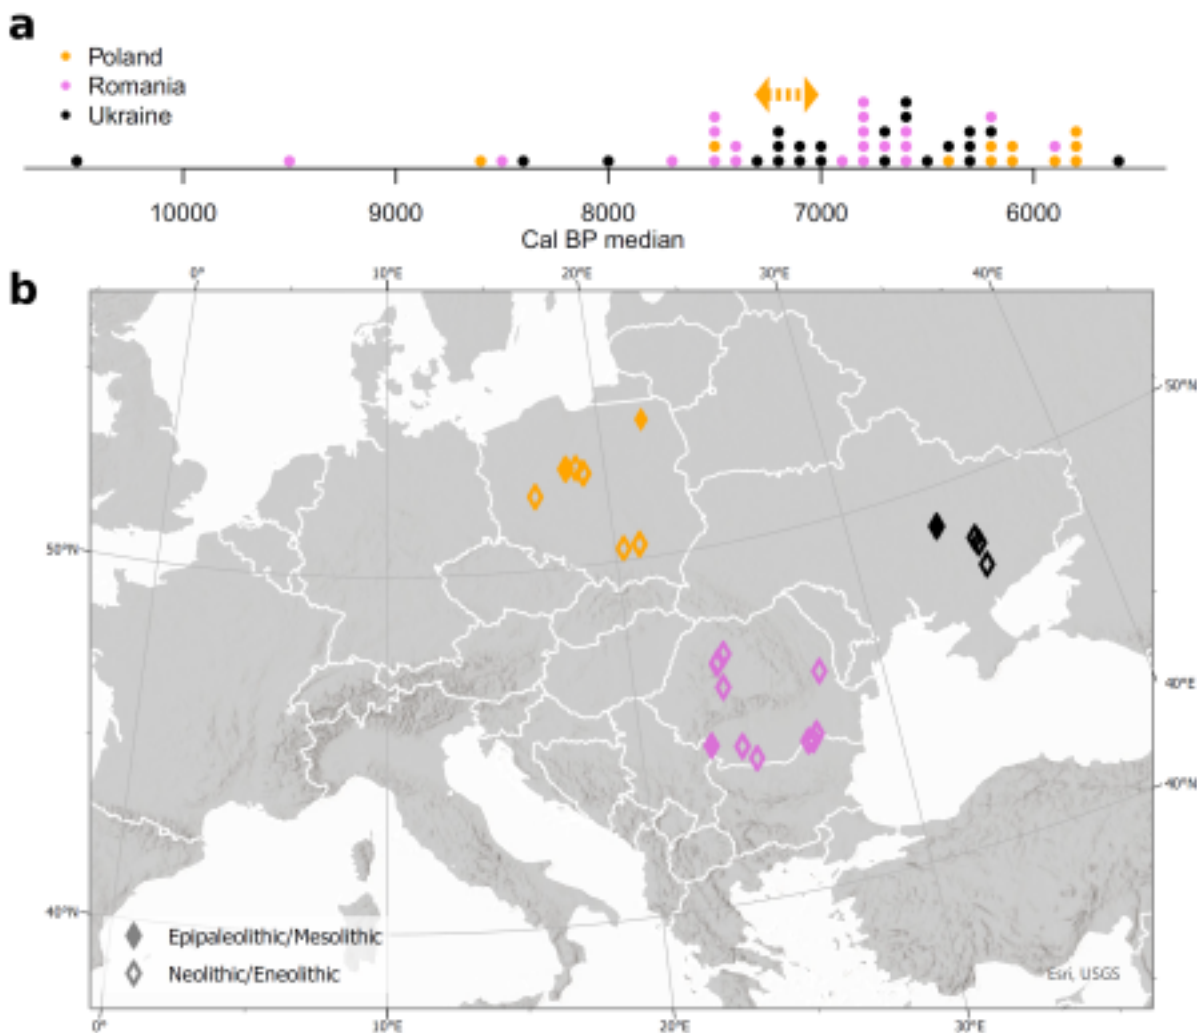 a
Poland
Romania
Ukraine
10000 9000 8000 7000 6000
Cal BP median
b
0° 10°E 20°E 30°E 40°E
50°N
50°N
40°E
40°N
40°N
Epipaleolithic/Mesolithic
Neolithic/Eneolithic
Esri, USGS
0° 10°E 20°E 30°E